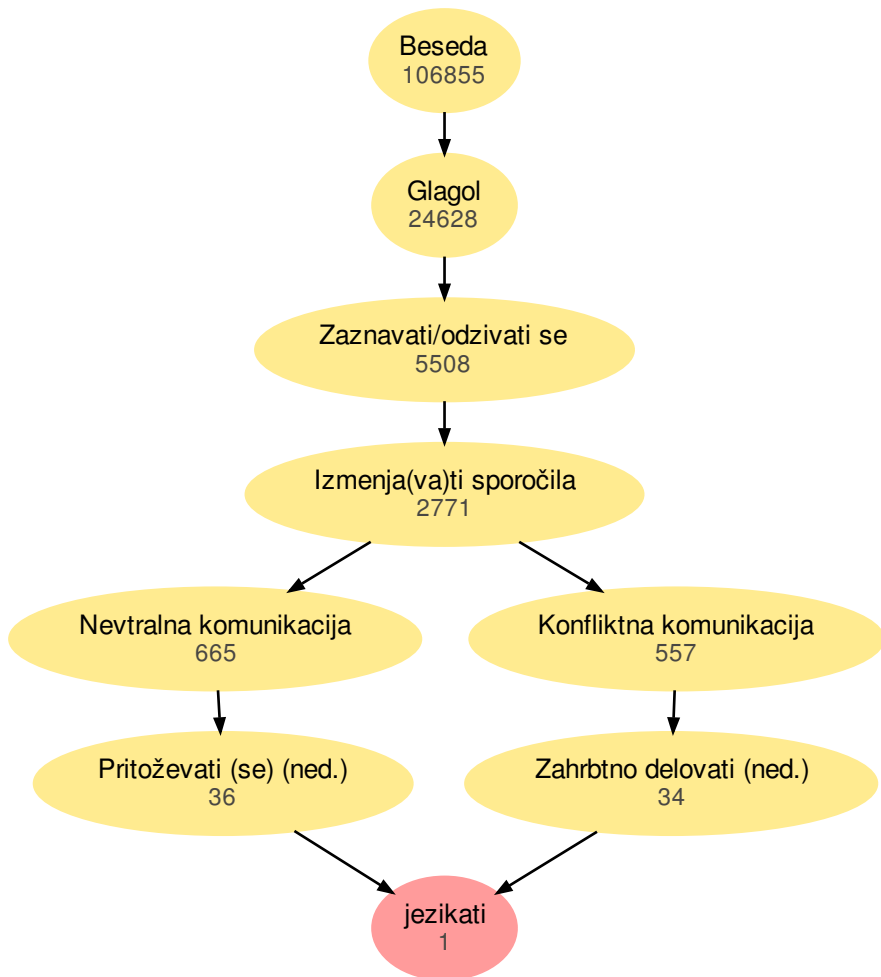 Beseda
106855
Glagol
24628
Zaznavati/odzivati se
5508
Izmenja(va)ti sporočila
2771
Nevtralna komunikacija
665
Konfliktna komunikacija
557
Pritoževati (se) (ned.)
36
Zahrbtno delovati (ned.)
34
jezikati
1